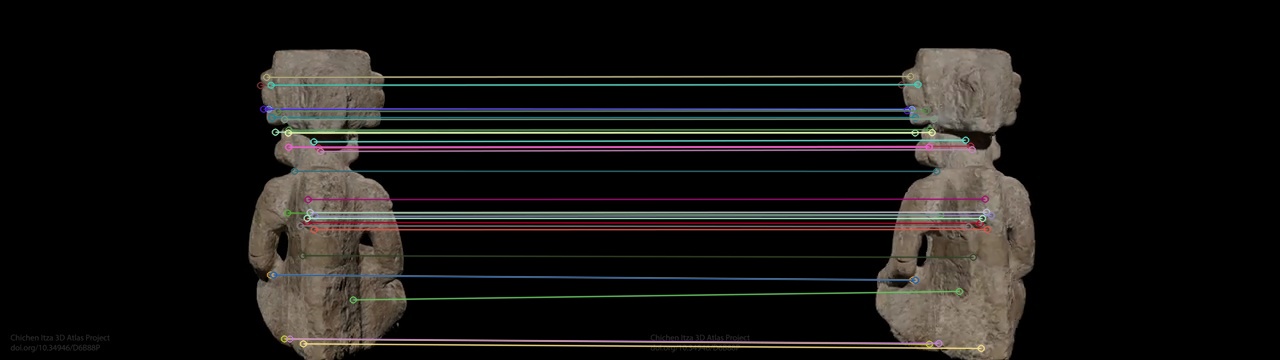 Chichen Itza 3D Atlas Project
doi.org/10.34946/D6888P
Chichen Itza 3D Atlas Project